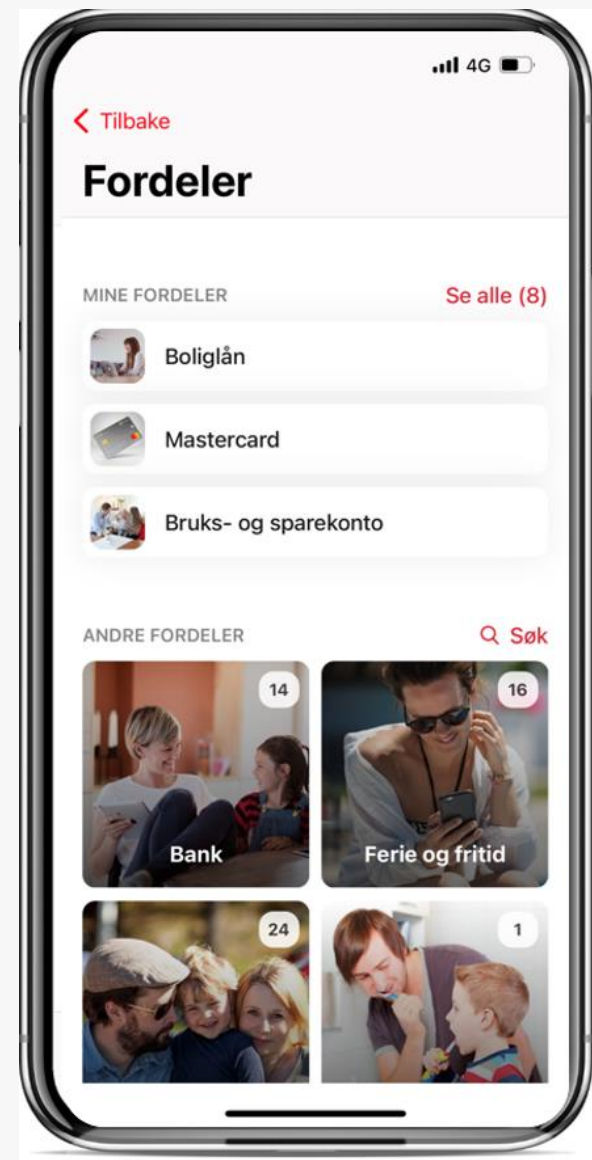 4G
Tilbake
Fordeler
MINE FORDELER
Se alle (8)
Boliglån
Mastercard
Bruks- og sparekonto
ANDRE FORDELER
Søk
14
16
Bank
Ferie og fritid
24
1